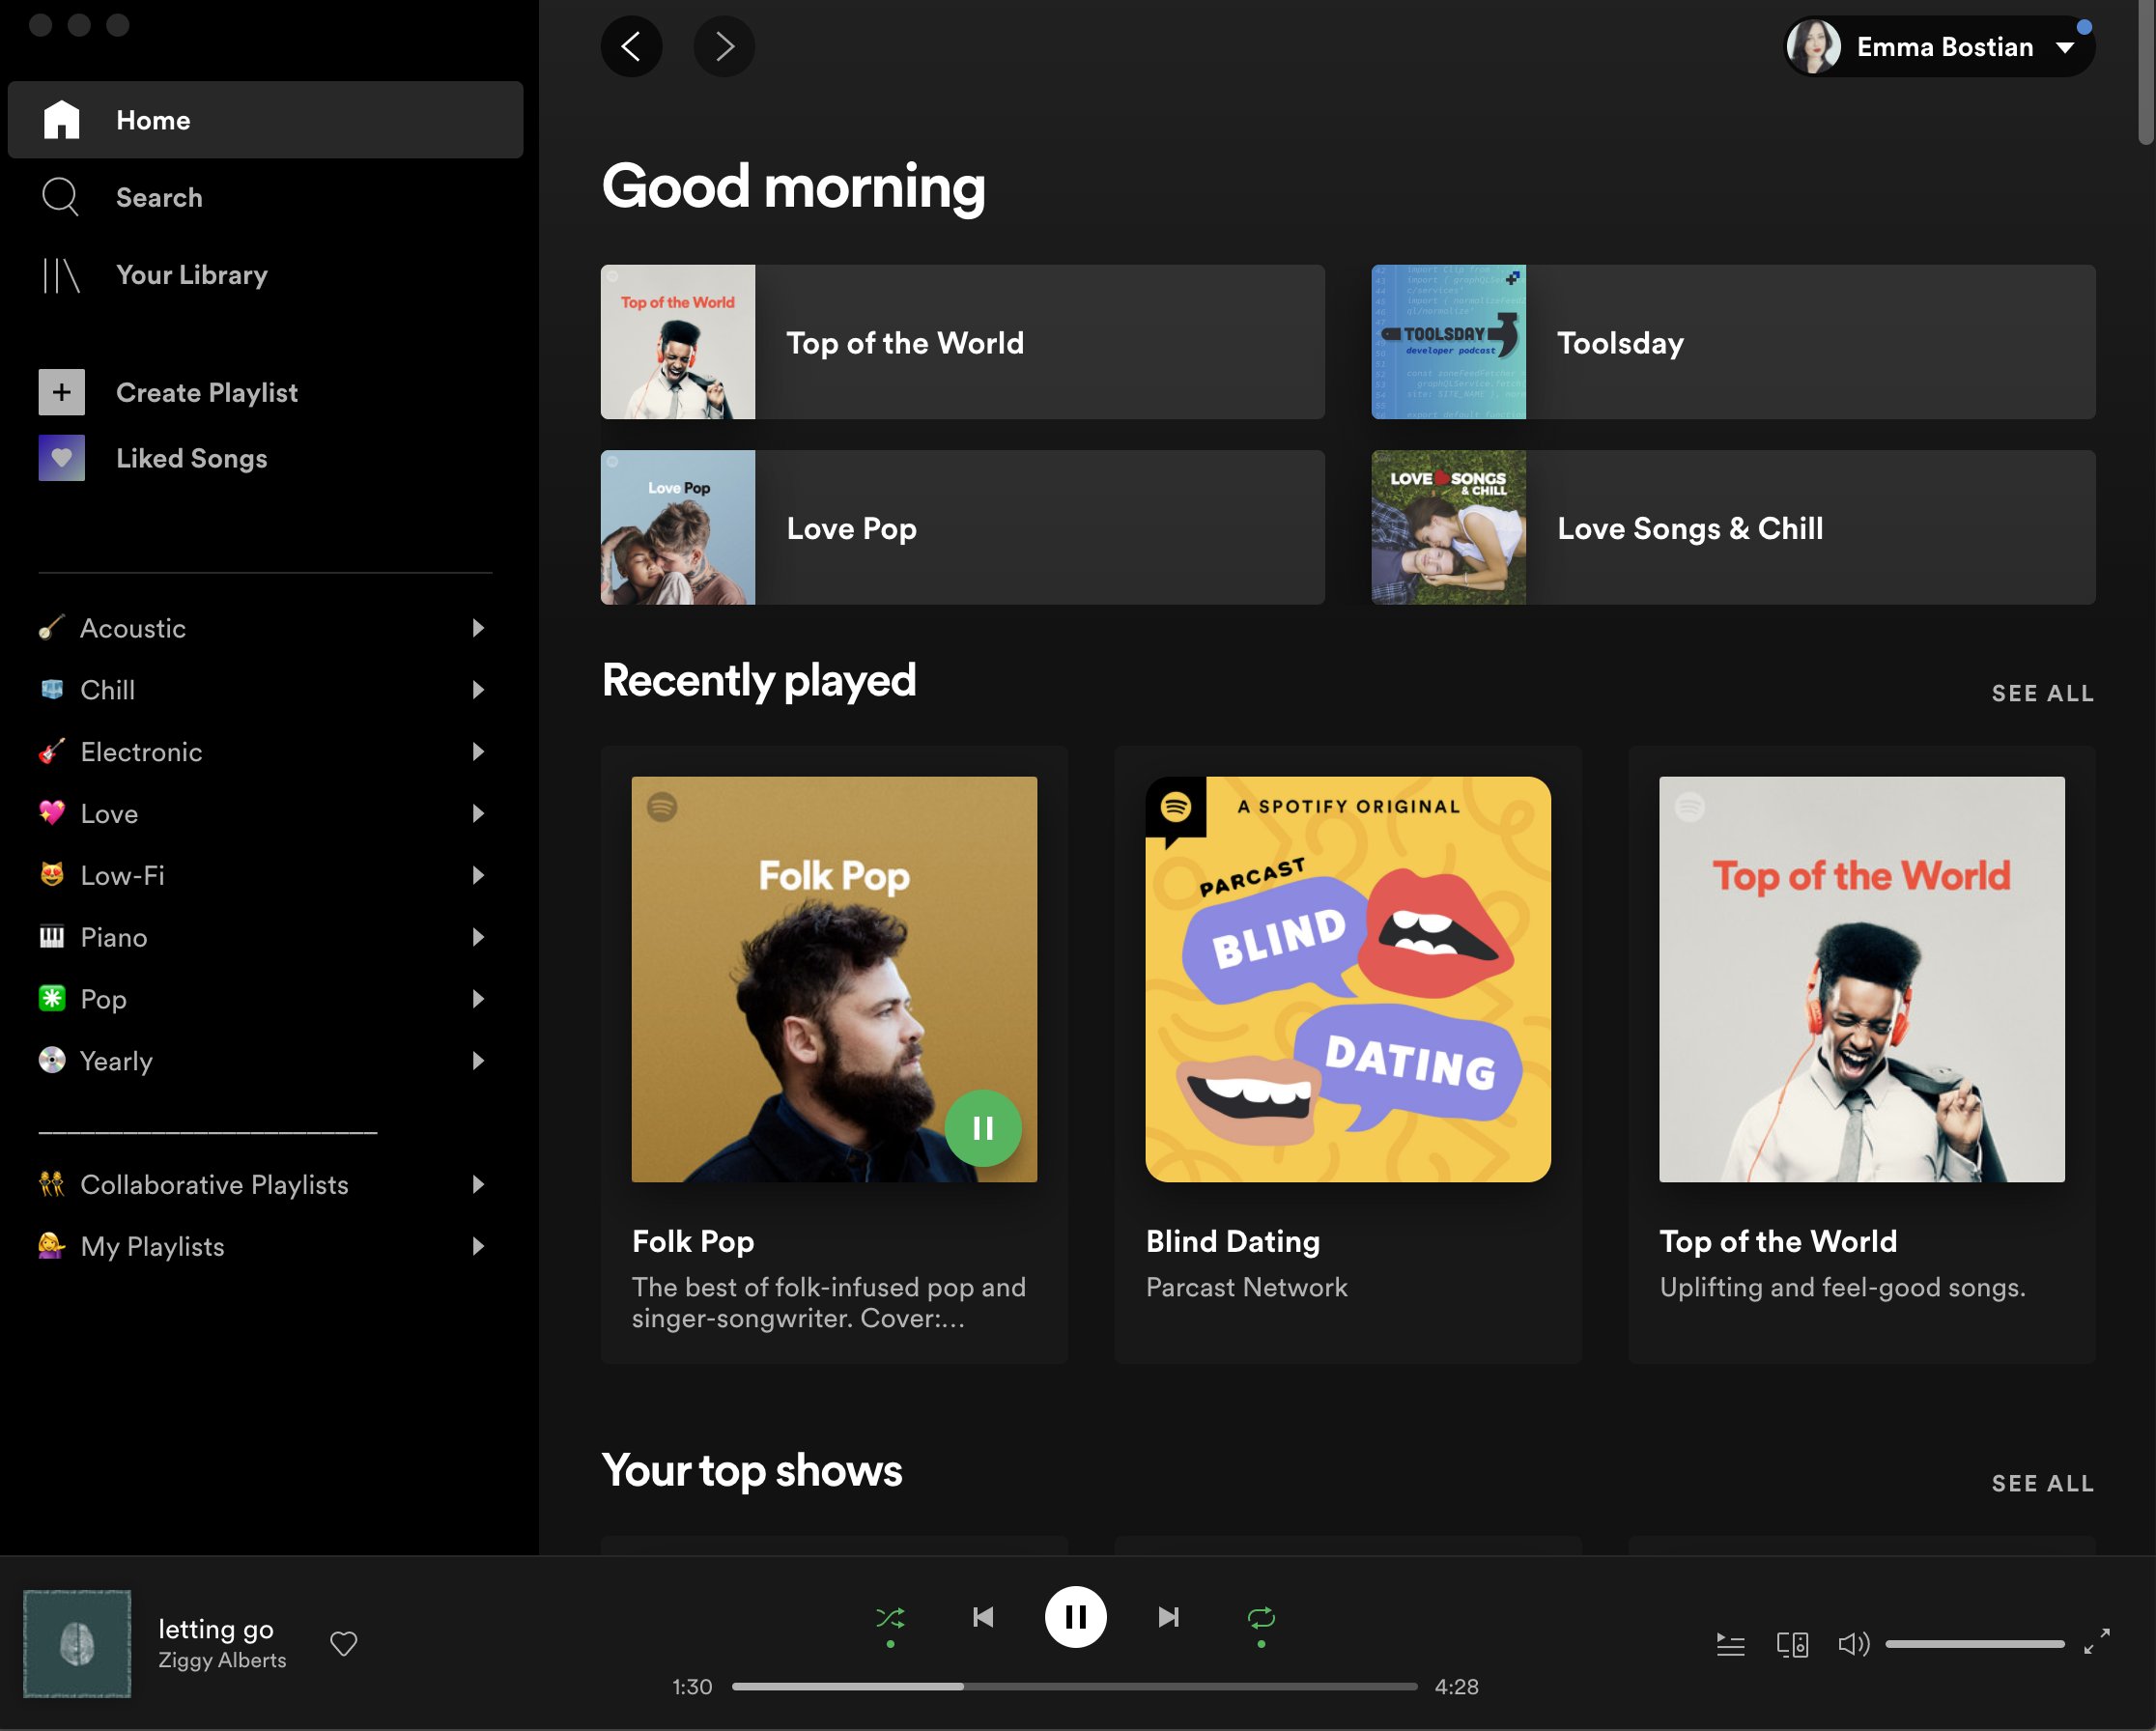 Home
Search
Your Library
Create Playlist
Liked Songs
Acoustic
Chill
Electronic
Love
Low-Fi
Piano
Pop
Yearly
Collaborative Playlists
My Playlists
Emma Bostian
Good morning
Top of the World
Top of the World
TOOLSDAY
developer podcast
Toolsday
Love Pop
Love Pop
LOVE SONGS
& CHILL
Love Songs & Chill
Recently played
SEE ALL
Folk Pop
Folk Pop
The best of folk-infused pop and
singer-songwriter. Cover:...
A SPOTIFY ORIGINAL
PARCAST
BLIND
DATING
Blind Dating
Parcast Network
Top of the World
Top of the World
Uplifting and feel-good songs.
Your top shows
SEE ALL
letting go
Ziggy Alberts
1:30
4:28